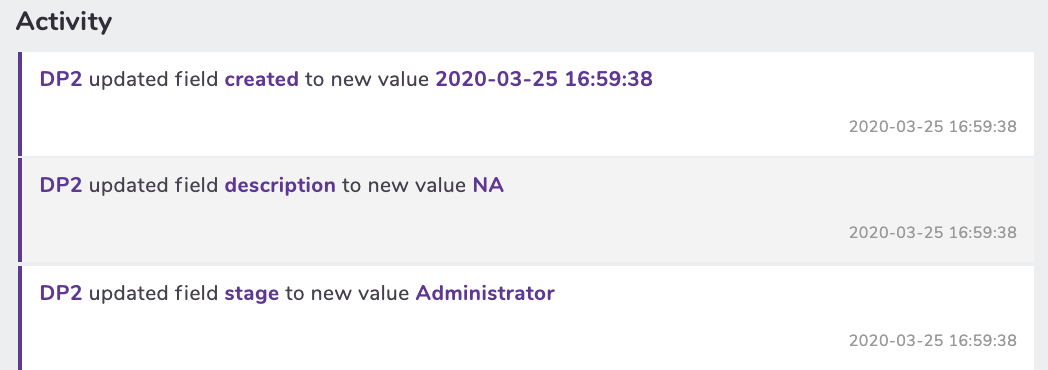 Activity
DP2 updated field created to new value 2020-03-25 16:59:38
2020-03-25 16:59:38
DP2 updated field description to new value NA
2020-03-25 16:59:38
DP2 updated field stage to new value Administrator
2020-03-25 16:59:38